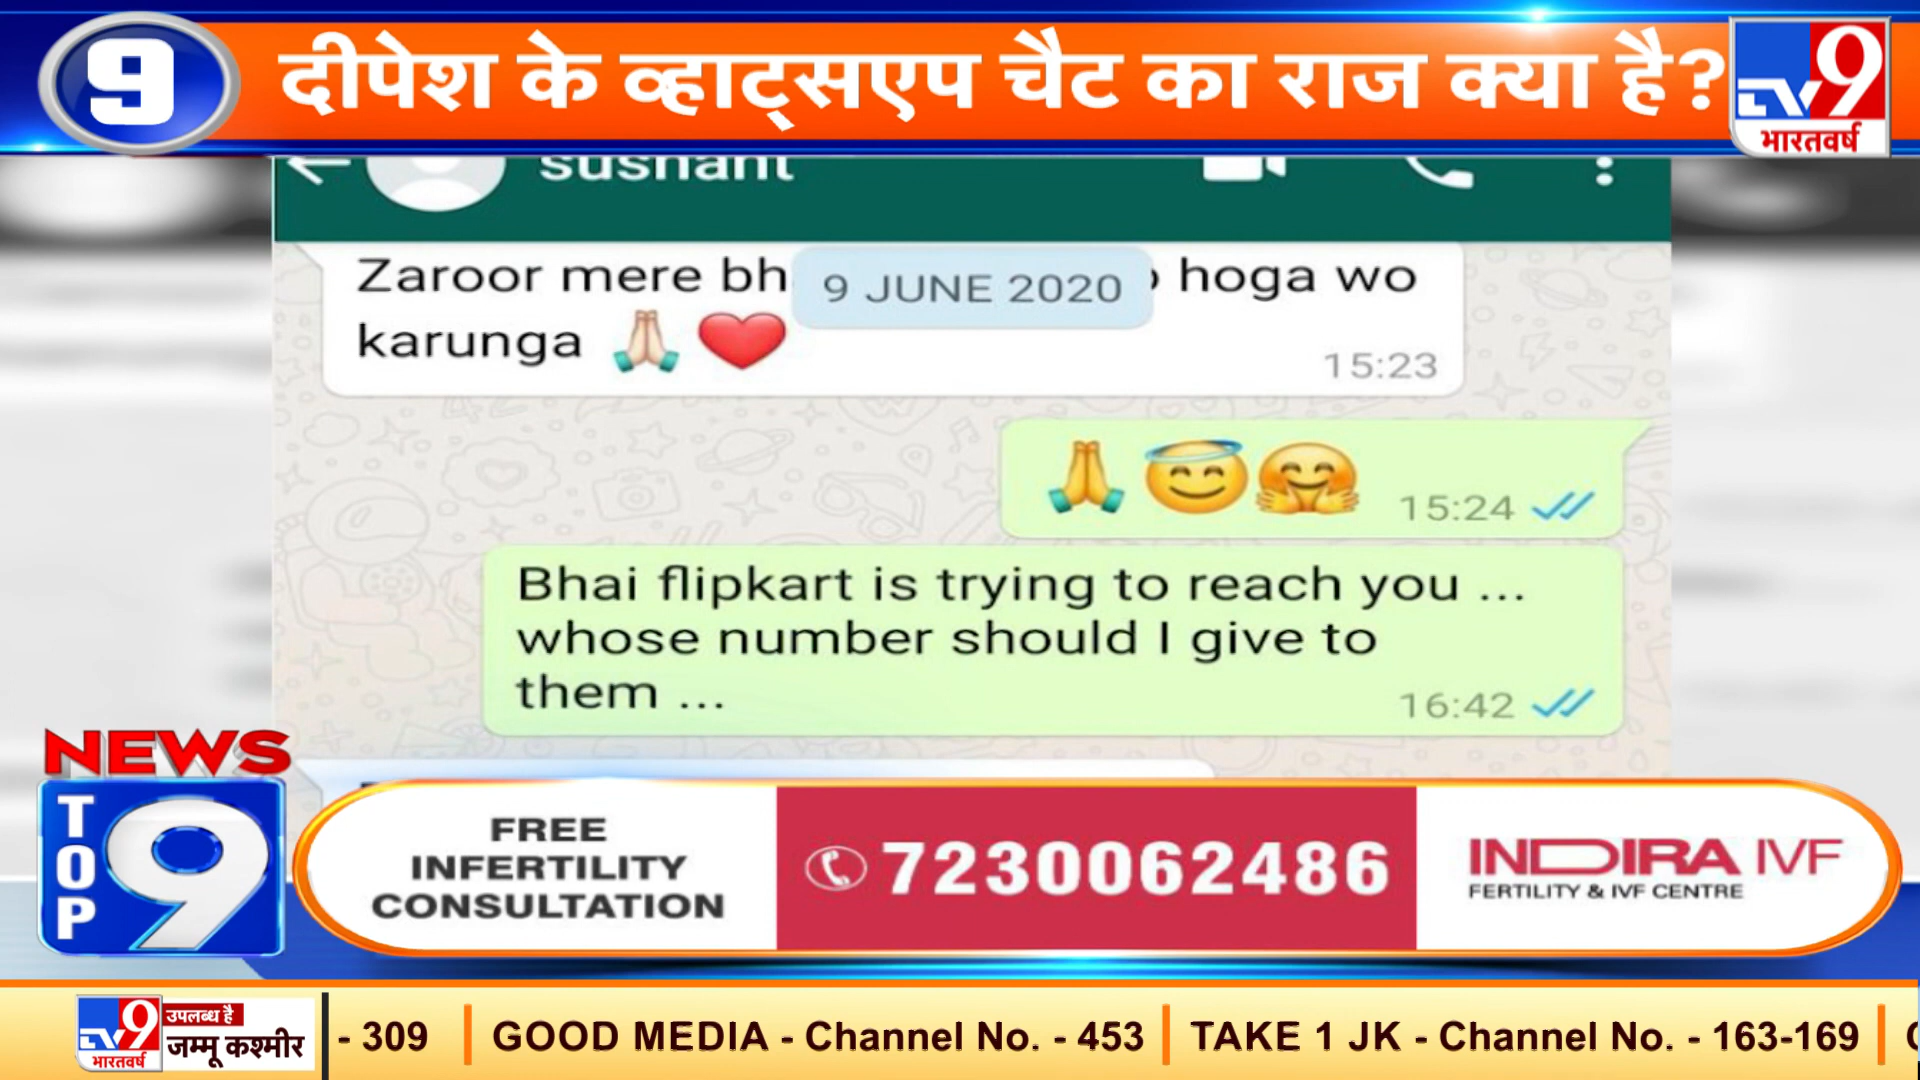 9
दीपेश के व्हाट्सएप चैट का राज क्या है?
TV9
भारतवर्ष
sushant
9 JUNE 2020
Zaroor mere hoga wo
karunga 🙏🏻 ❤️
15:23
🙏 😇 🤗 15:24
Bhai flipkart is trying to reach you ...
whose number should I give to
them ...
16:42
NEWS
TOP
9
FREE
INFERTILITY
CONSULTATION
7230062486
INDIRA IVF
FERTILITY & IVF CENTRE
TV9
भारतवर्ष
उपलब्ध है
जम्मू कश्मीर
- 309 | GOOD MEDIA - Channel No. - 453 | TAKE 1 JK - Channel No. - 163-169 |